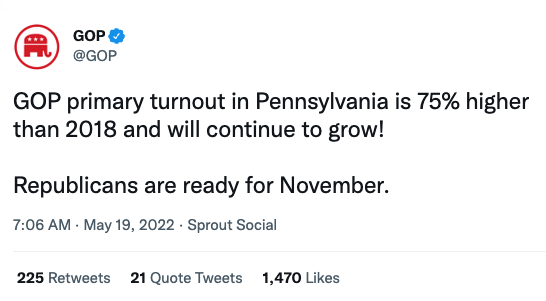 GOP
@GOP
GOP primary turnout in Pennsylvania is 75% higher
than 2018 and will continue to grow!
Republicans are ready for November.
7:06 AM · May 19, 2022 · Sprout Social
225 Retweets 21 Quote Tweets 1,470 Likes